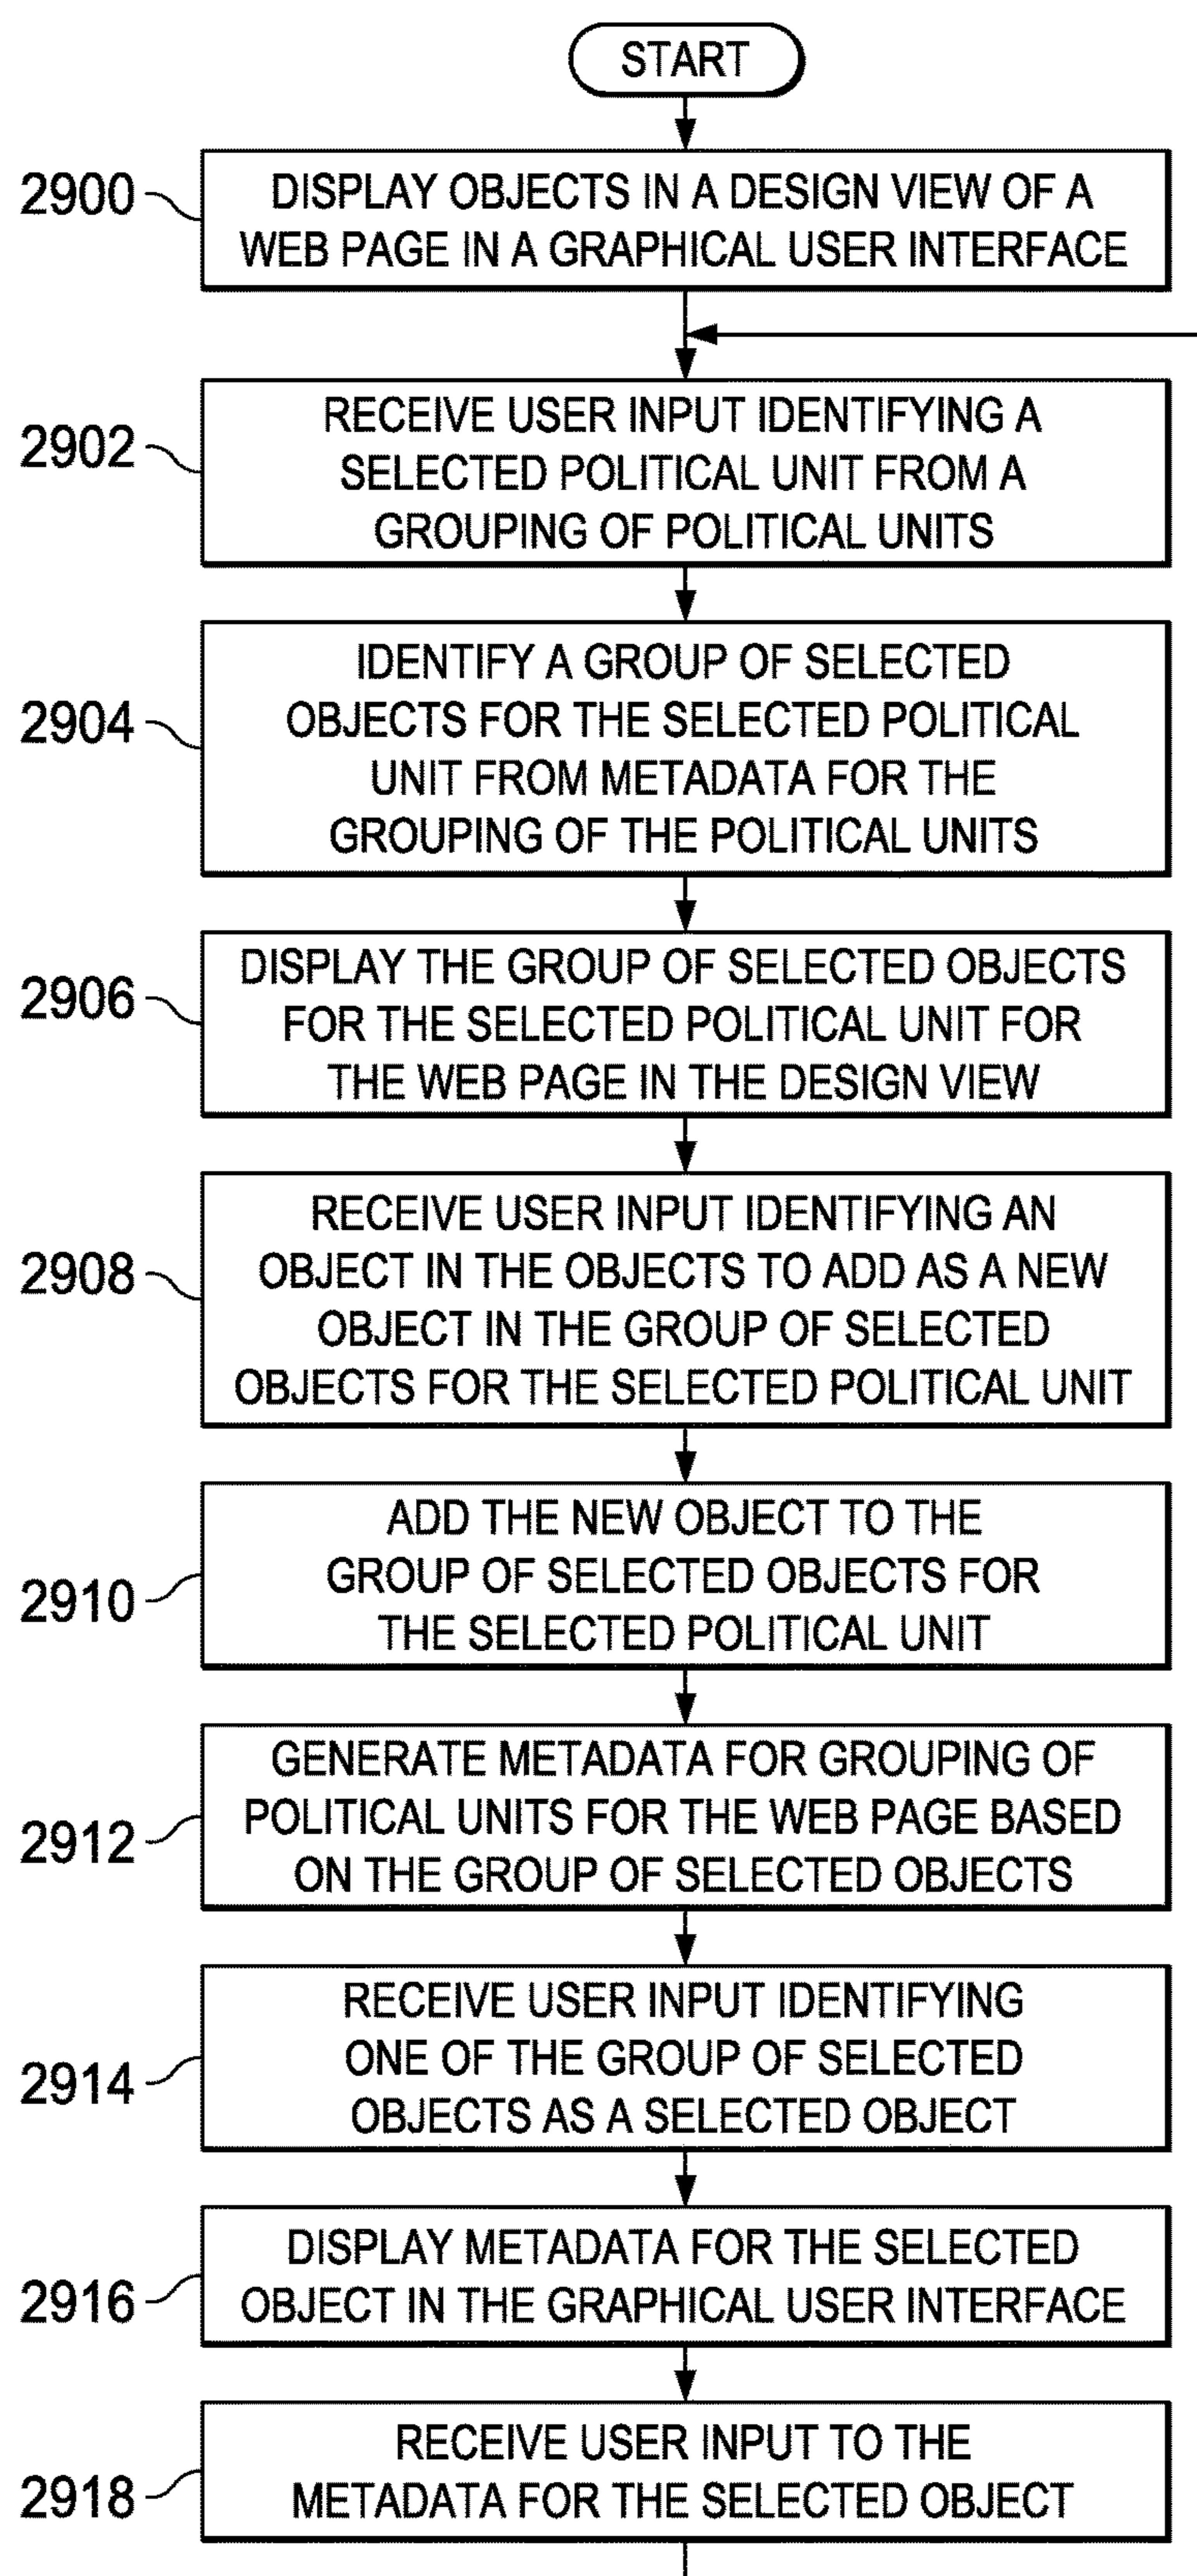 START
2900
DISPLAY OBJECTS IN A DESIGN VIEW OF A
WEB PAGE IN A GRAPHICAL USER INTERFACE
2902
RECEIVE USER INPUT IDENTIFYING A
SELECTED POLITICAL UNIT FROM A
GROUPING OF POLITICAL UNITS
2904
IDENTIFY A GROUP OF SELECTED
OBJECTS FOR THE SELECTED POLITICAL
UNIT FROM METADATA FOR THE
GROUPING OF THE POLITICAL UNITS
2906
DISPLAY THE GROUP OF SELECTED OBJECTS
FOR THE SELECTED POLITICAL UNIT FOR
THE WEB PAGE IN THE DESIGN VIEW
2908
RECEIVE USER INPUT IDENTIFYING AN
OBJECT IN THE OBJECTS TO ADD AS A NEW
OBJECT IN THE GROUP OF SELECTED
OBJECTS FOR THE SELECTED POLITICAL UNIT
2910
ADD THE NEW OBJECT TO THE
GROUP OF SELECTED OBJECTS FOR
THE SELECTED POLITICAL UNIT
2912
GENERATE METADATA FOR GROUPING OF
POLITICAL UNITS FOR THE WEB PAGE BASED
ON THE GROUP OF SELECTED OBJECTS
2914
RECEIVE USER INPUT IDENTIFYING
ONE OF THE GROUP OF SELECTED
OBJECTS AS A SELECTED OBJECT
2916
DISPLAY METADATA FOR THE SELECTED
OBJECT IN THE GRAPHICAL USER INTERFACE
2918
RECEIVE USER INPUT TO THE
METADATA FOR THE SELECTED OBJECT